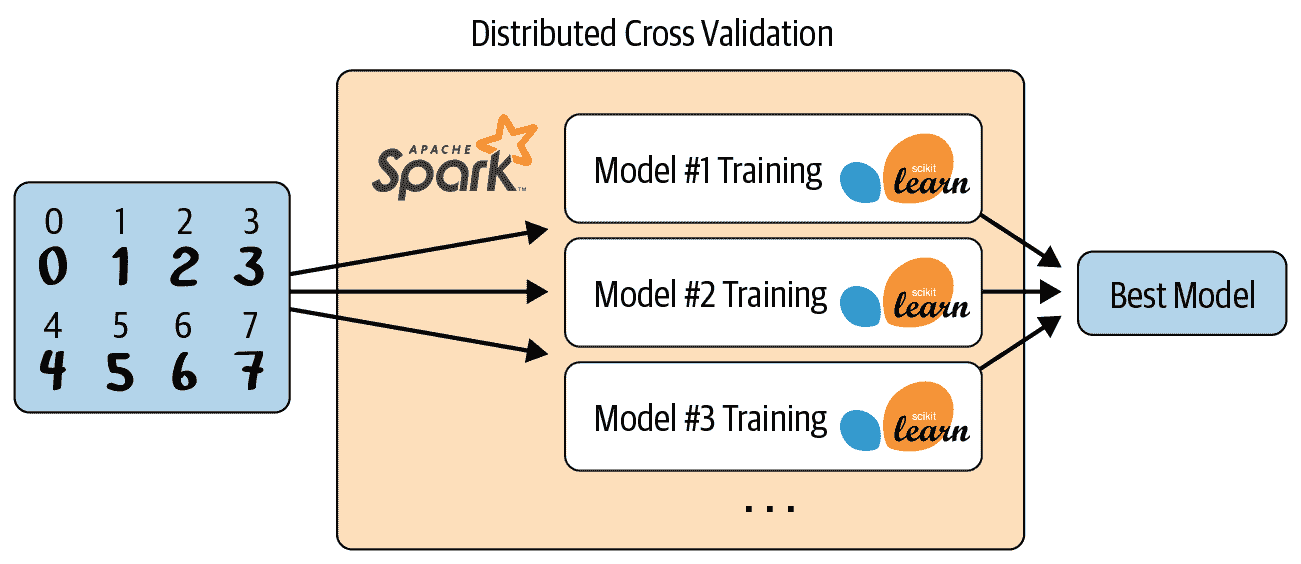 Distributed Cross Validation
APACHE
Spark™
0 1 2 3
0 1 2 3
4 5 6 7
4 5 6 7
Model #1 Training
scikit
learn
Model #2 Training
scikit
learn
Model #3 Training
scikit
learn
. . .
Best Model